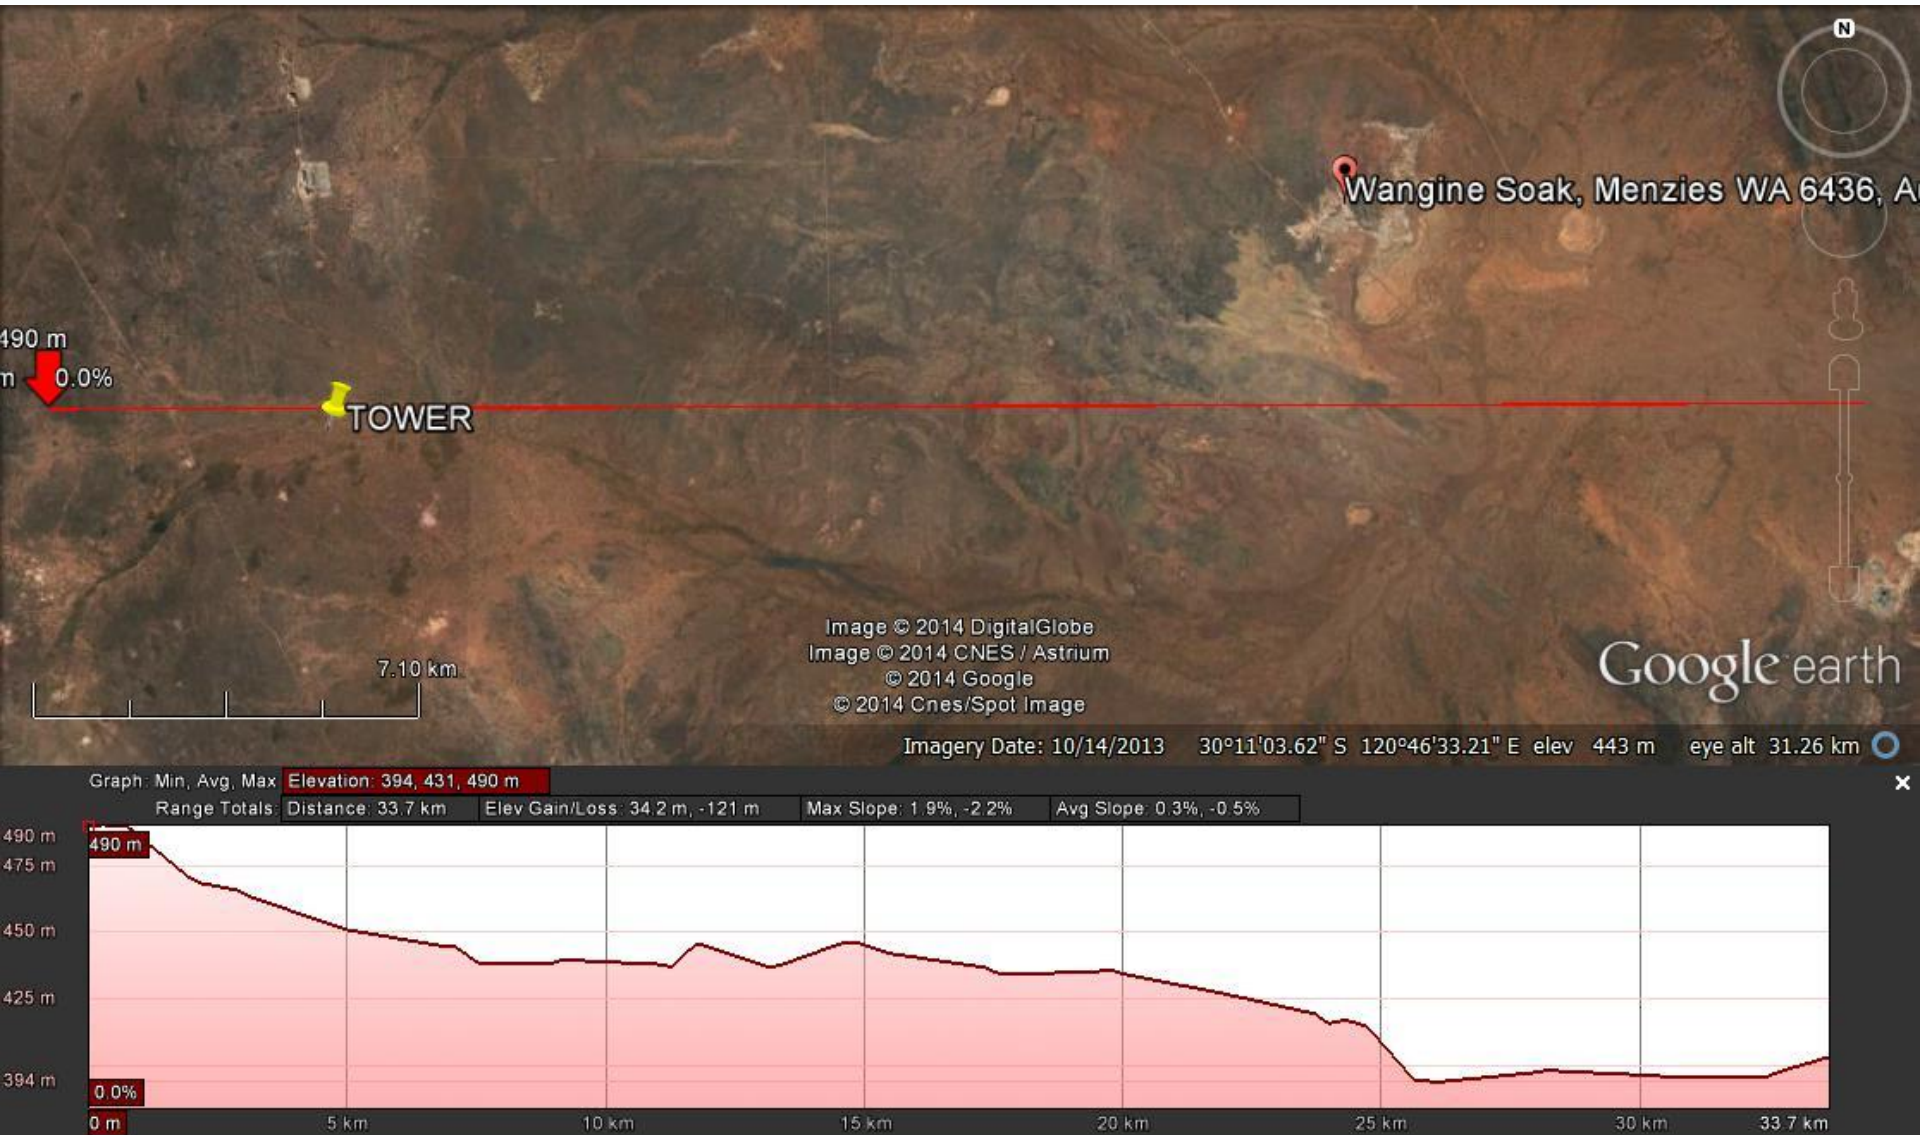 N
Wangine Soak, Menzies WA 6436, A
490 m
m 0.0%
TOWER
Image © 2014 DigitalGlobe
Image © 2014 CNES / Astrium
© 2014 Google
© 2014 Cnes/Spot Image
7.10 km
Google earth
Imagery Date: 10/14/2013 30°11'03.62" S 120°46'33.21" E elev 443 m eye alt 31.26 km
Graph: Min, Avg, Max Elevation: 394, 431, 490 m
Range Totals: Distance: 33.7 km Elev Gain/Loss: 34.2 m, -121 m Max Slope: 1.9%, -2.2% Avg Slope: 0.3%, -0.5%
490 m
490 m
475 m
450 m
425 m
394 m
0.0%
0 m 5 km 10 km 15 km 20 km 25 km 30 km 33.7 km